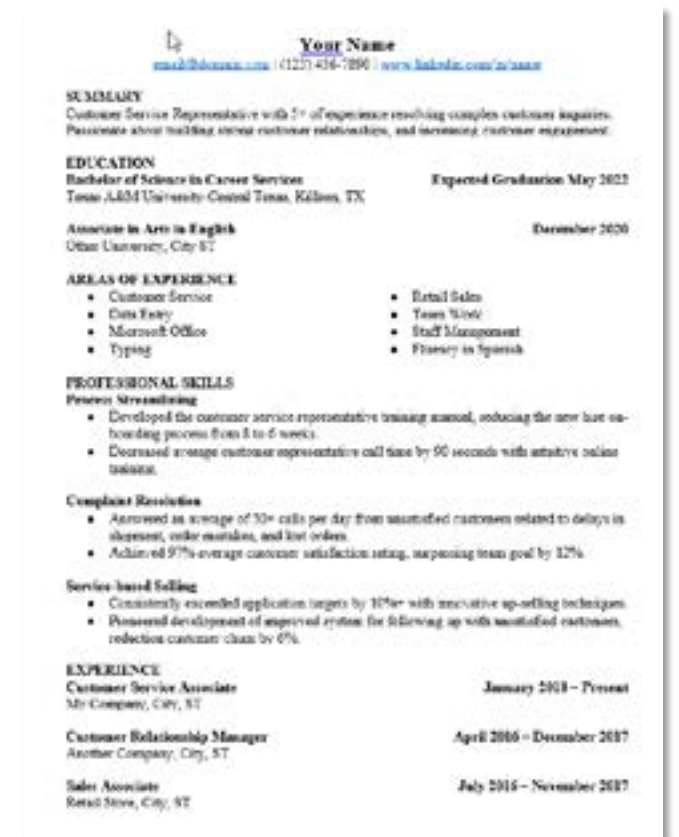 Your Name
email@domain.com | (123) 456-7890 | www.linkedin.com/in/name
SUMMARY
Customer Service Representative with 5+ of experience resolving complex customer inquiries.
Passionate about building strong customer relationships, and increasing customer engagement.
EDUCATION
Bachelor of Science in Career Services Expected Graduation May 2022
Texas A&M University-Central Texas, Killeen, TX
Associate in Arts in English December 2020
Other University, City ST
AREAS OF EXPERIENCE
• Customer Service • Retail Sales
• Data Entry • Team Work
• Microsoft Office • Staff Management
• Typing • Fluency in Spanish
PROFESSIONAL SKILLS
Process Streamlining
• Developed the customer service representative training manual, reducing the new hire on-
boarding process from 8 to 6 weeks.
• Decreased average customer representative call time by 90 seconds with intuitive online
training.
Complaint Resolution
• Answered an average of 30+ calls per day from unsatisfied customers related to delays in
shipment, order mistakes, and lost orders.
• Achieved 97% average customer satisfaction rating, surpassing team goal by 12%
Service-based Selling
• Consistently exceeded application targets by 10%+ with innovative up-selling techniques.
• Pioneered development of improved system for following up with unsatisfied customers,
reduction customer churn by 6%.
EXPERIENCE
Customer Service Associate January 2018 – Present
My Company, City, ST
Customer Relationship Manager April 2016 – December 2017
Another Company, City, ST
Sales Associate July 2015 – November 2017
Retail Store, City, ST